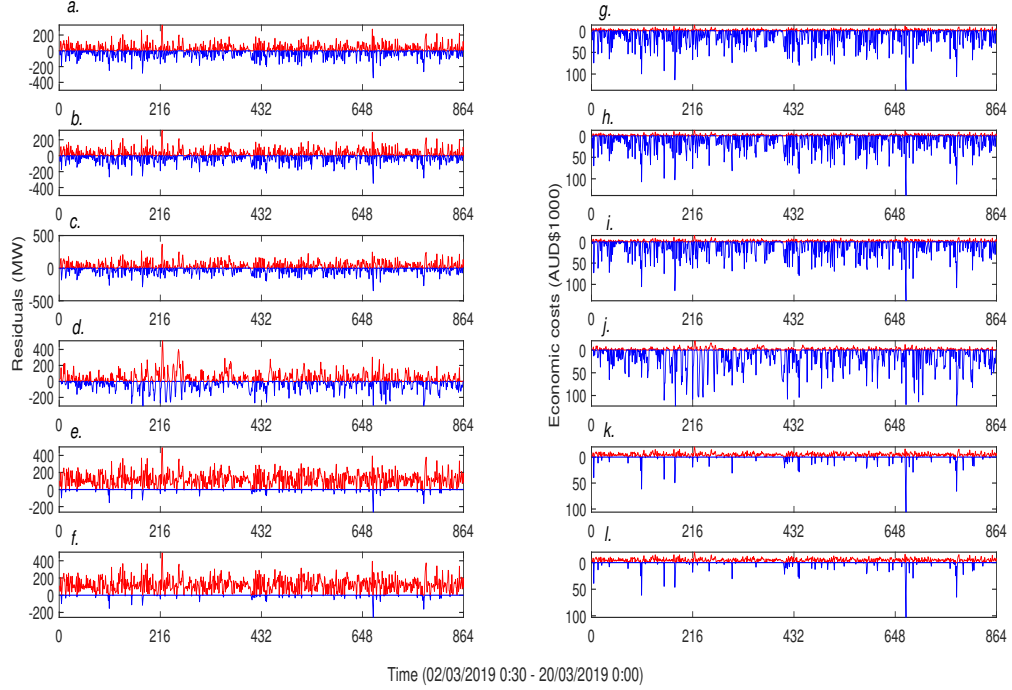 a.
200
0
-200
-400
0 216 432 648 864
b.
200
0
-200
-400
0 216 432 648 864
c.
500
0
-500
0 216 432 648 864
d.
400
200
0
-200
0 216 432 648 864
e.
400
200
0
-200
0 216 432 648 864
f.
400
200
0
-200
0 216 432 648 864
Residuals (MW)
g.
0
50
100
0 216 432 648 864
h.
0
50
100
0 216 432 648 864
i.
0
50
100
0 216 432 648 864
j.
0
50
100
0 216 432 648 864
k.
0
50
100
0 216 432 648 864
l.
0
50
100
0 216 432 648 864
Economic costs (AUD$1000)
Time (02/03/2019 0:30 - 20/03/2019 0:00)